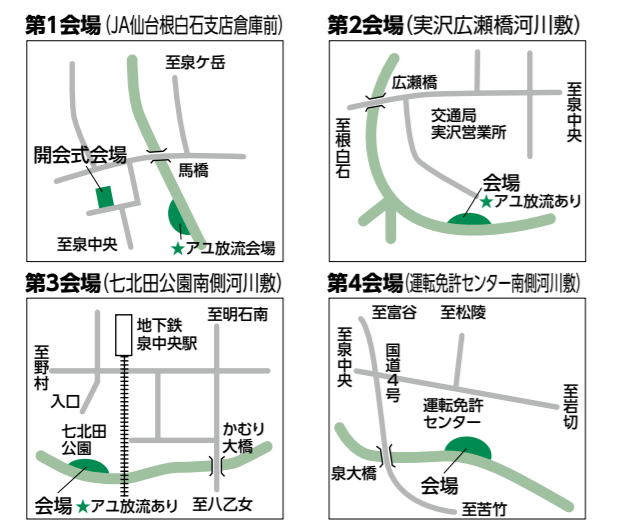 第1会場(JA仙台根白石支店倉庫前)
至泉ケ岳
開会式会場
馬橋
至泉中央
★アユ放流会場
第2会場(実沢広瀬橋河川敷)
広瀬橋
至泉中央
交通局
実沢営業所
至根白石
会場
★アユ放流あり
第3会場(七北田公園南側河川敷)
至明石南
地下鉄
泉中央駅
至野村
入口
七北田
公園
かむり
大橋
会場 ★アユ放流あり
至八乙女
第4会場(運転免許センター南側河川敷)
至富谷
至松陵
至泉中央
国道4号
至岩切
運転免許
センター
泉大橋
会場
至苦竹